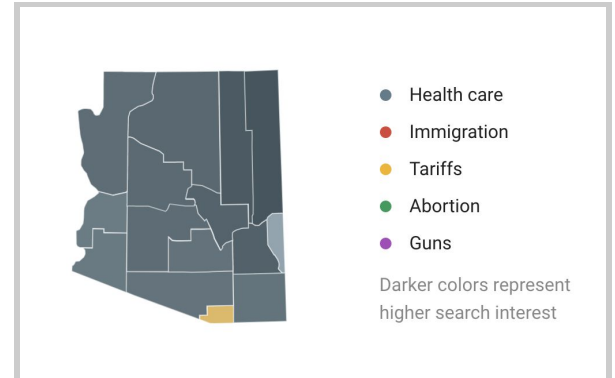 Health care
Immigration
Tariffs
Abortion
Guns
Darker colors represent
higher search interest